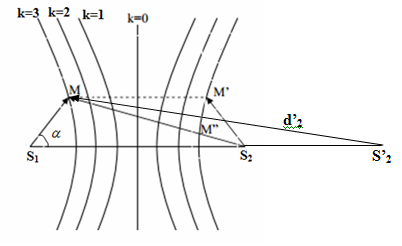 k=3 k=2 k=1 k=0
M M'
d'₂
α M''
S₁ S₂ S'₂